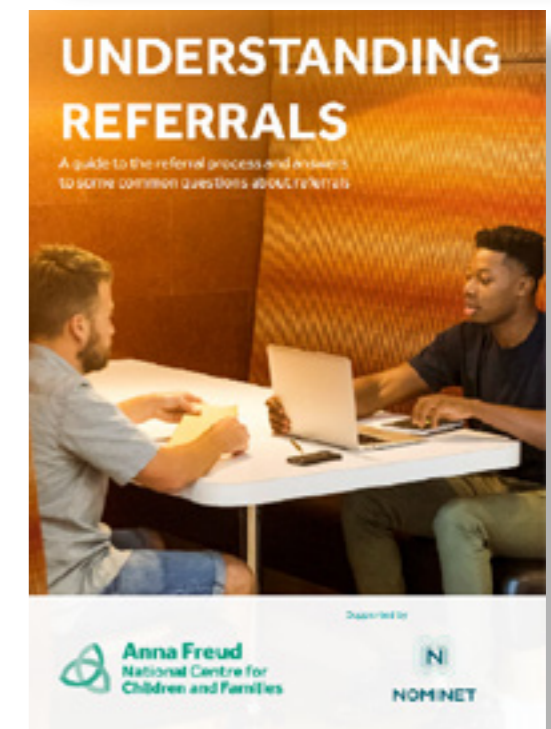 UNDERSTANDING
REFERRALS
A guide to the referral process and answers
to some common questions about referrals
Supported by
Anna Freud
National Centre for
Children and Families
N
NOMINET